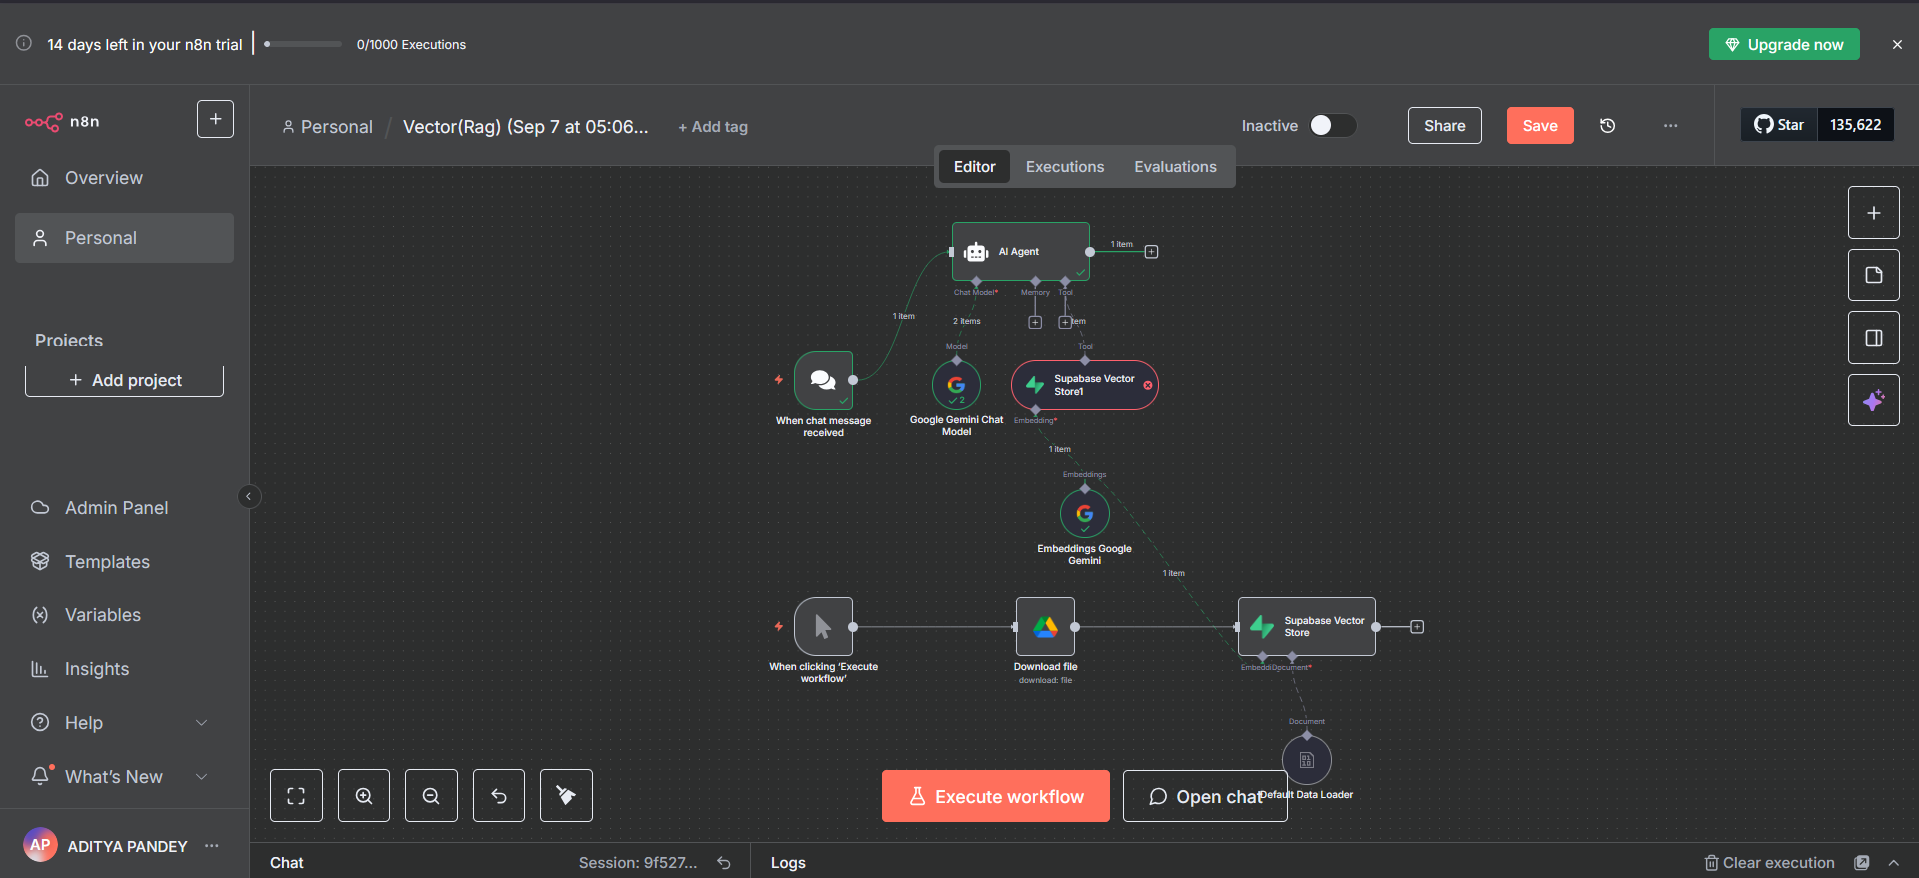 14 days left in your n8n trial
0/1000 Executions
Upgrade now
n8n
Personal / Vector(Rag) (Sep 7 at 05:06...
+ Add tag
Inactive
Share
Save
Star
135,622
Editor
Executions
Evaluations
Overview
Personal
Projects
+ Add project
Admin Panel
Templates
Variables
Insights
Help
What's New
AP
ADITYA PANDEY
AI Agent
1 item
Chat Model*
Memory
Tool
1 item
2 items
tem
Model
Tool
2
Supabase Vector
Store1
When chat message
received
Google Gemini Chat
Model
Embedding*
1 item
Embeddings
Embeddings Google
Gemini
1 item
When clicking 'Execute
workflow'
Download file
download: file
Supabase Vector
Store
Embeddi
Document*
Document
Default Data Loader
Execute workflow
Open chat
Chat
Session: 9f527...
Logs
Clear execution